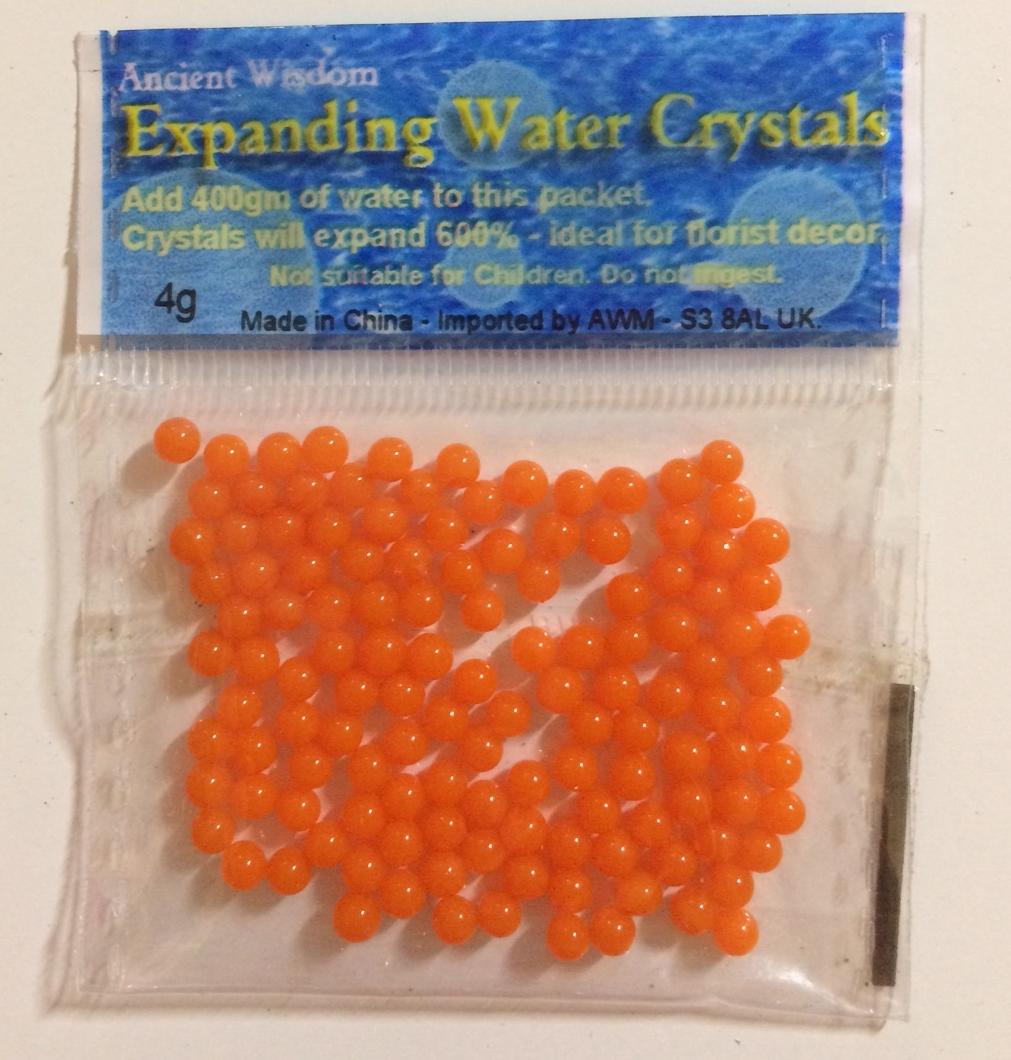 Ancient Wisdom
Expanding Water Crystals
Add 400gm of water to this packet.
Crystals will expand 600% - ideal for florist decor.
Not suitable for Children. Do not ingest.
4g
Made in China - Imported by AWM - S3 8AL UK.